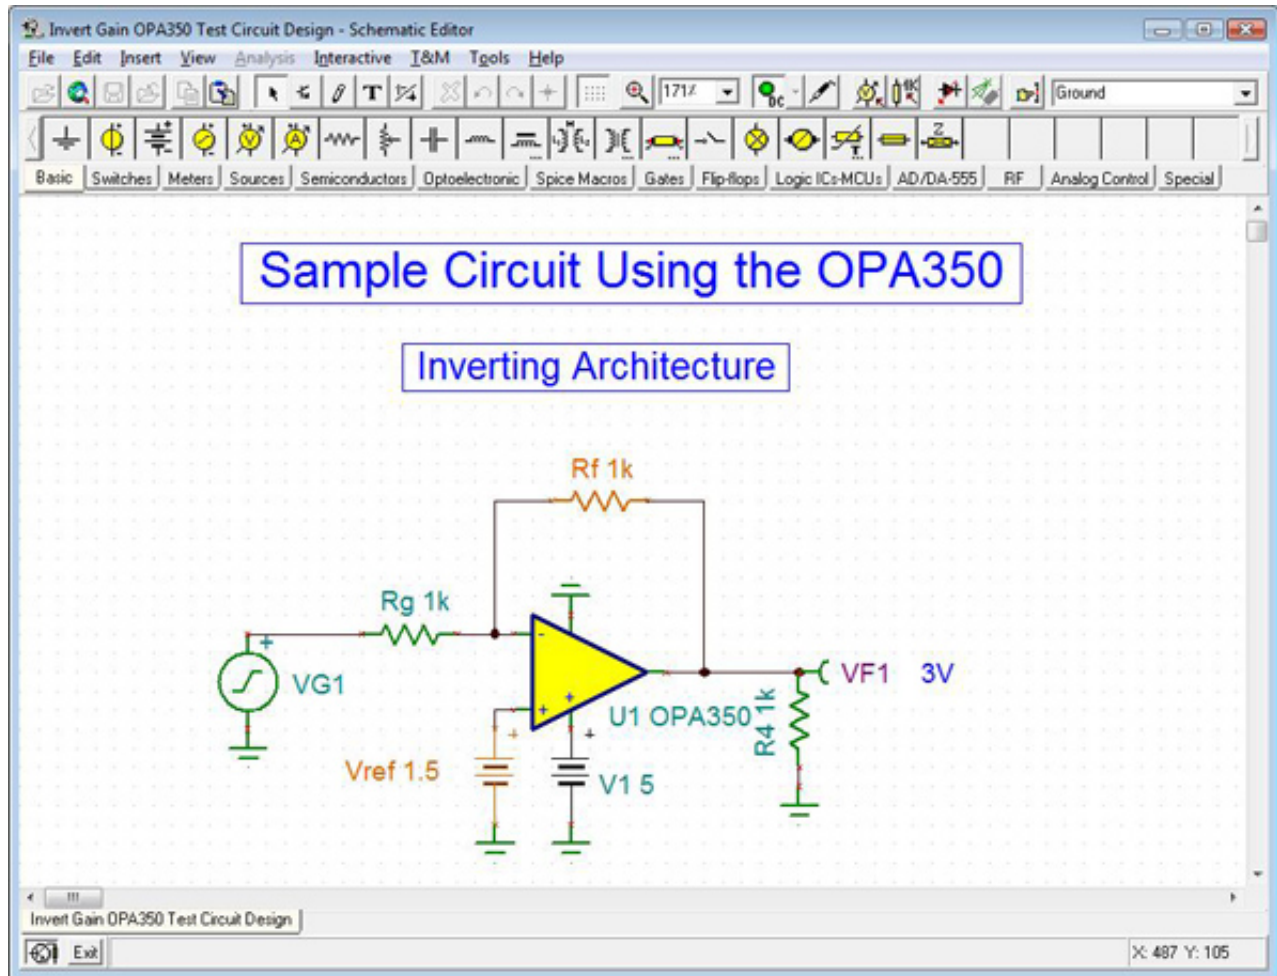 Invert Gain OPA350 Test Circuit Design - Schematic Editor
File Edit Insert View Analysis Interactive T&M Tools Help
T 171% DC 1K Ground
V A M T Z
Basic Switches Meters Sources Semiconductors Optoelectronic Spice Macros Gates Flip-flops Logic ICs-MCUs AD/DA-555 RF Analog Control Special
Sample Circuit Using the OPA350
Inverting Architecture
Rf 1k
Rg 1k
+
-
VG1
VF1 3V
+
+
U1 OPA350
R4 1k
+
+
Vref 1.5
V1 5
Invert Gain OPA350 Test Circuit Design
Exit
X: 487 Y: 105